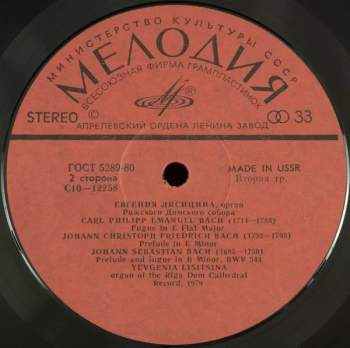 МИНИСТЕРСТВО КУЛЬТУРЫ СССР
МЕЛОДИЯ
ВСЕСОЮЗНАЯ ФИРМА ГРАМПЛАСТИНОК
STEREO
33
АПРЕЛЕВСКИЙ ОРДЕНА ЛЕНИНА ЗАВОД
ГОСТ 5289-80
2 сторона
С10—12258
MADE IN USSR
Вторая гр.
ЕВГЕНИЯ ЛИСИЦИНА, орган
Рижского Домского собора
CARL PHILIPP EMANUEL BACH (1714—1788)
Fugue in E Flat Major
JOHANN CHRISTOPH FRIEDRICH BACH (1732—1795)
Prelude in E Minor
JOHANN SEBASTIAN BACH (1685—1750)
Prelude and fugue in B Minor, BWV 544
YEVGENIA LISITSINA
organ of the Riga Dom Cathedral
Record. 1979